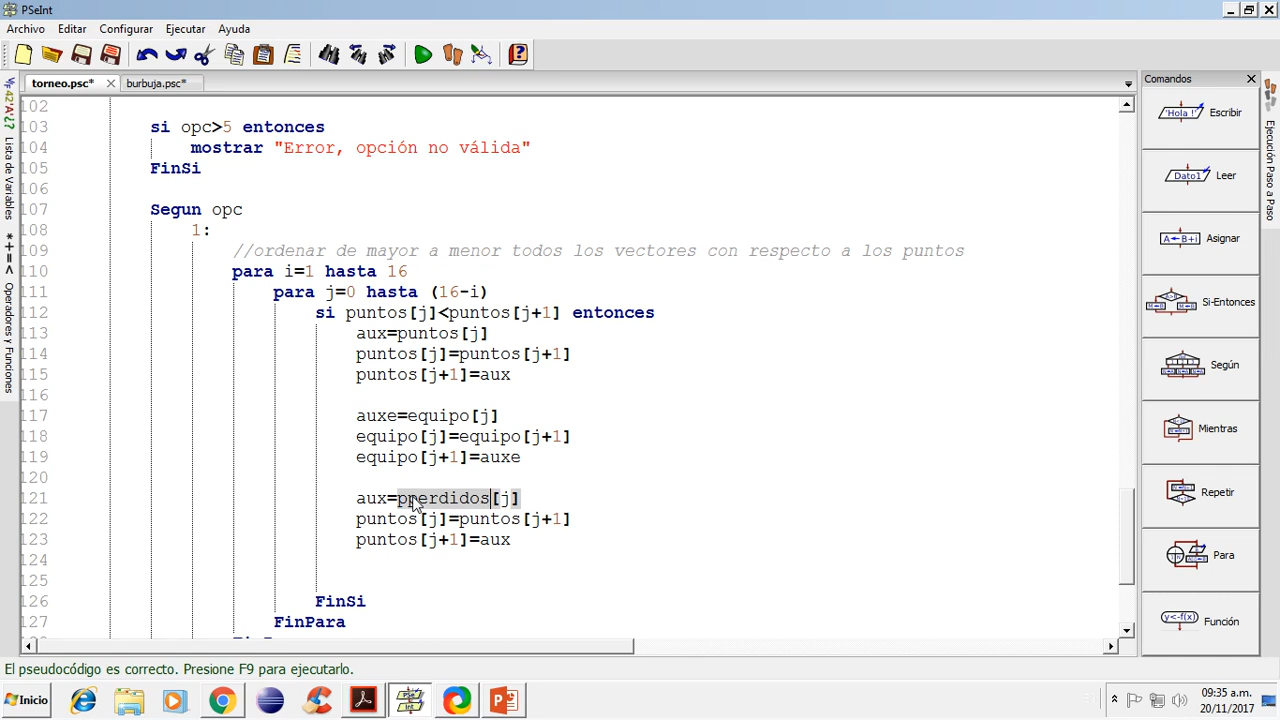 PSeInt
Archivo Editar Configurar Ejecutar Ayuda
torneo.psc* burbuja.psc*
Comandos
102
103 si opc>5 entonces
104 mostrar "Error, opción no válida"
105 FinSi
106
107 Segun opc
108 1:
109 //ordenar de mayor a menor todos los vectores con respecto a los puntos
110 para i=1 hasta 16
111 para j=0 hasta (16-i)
112 si puntos[j]<puntos[j+1] entonces
113 aux=puntos[j]
114 puntos[j]=puntos[j+1]
115 puntos[j+1]=aux
116
117 auxe=equipo[j]
118 equipo[j]=equipo[j+1]
119 equipo[j+1]=auxe
120
121 aux=pperdidos[j]
122 puntos[j]=puntos[j+1]
123 puntos[j+1]=aux
124
125
126 FinSi
127 FinPara
Lista de Variables
Operadores y Funciones
'Hola !' Escribir
Dato1 Leer
A←B+i Asignar
Si-Entonces
Según
Mientras
Repetir
Para
y<-f(x) Función
Ejecución Paso a Paso
El pseudocódigo es correcto. Presione F9 para ejecutarlo.
Inicio
09:35 a.m.
20/11/2017